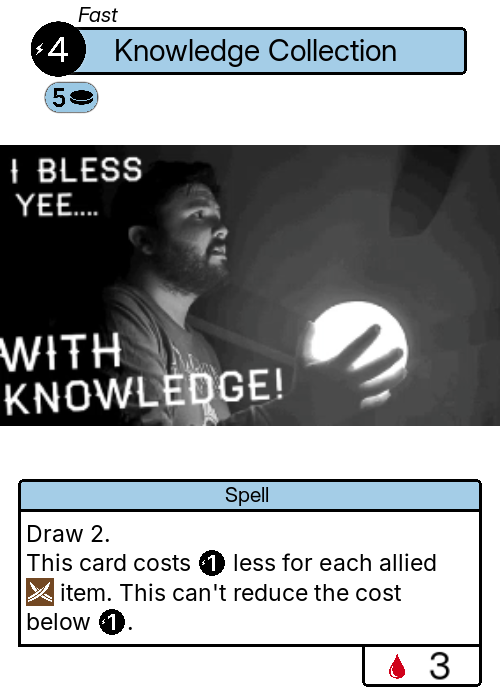 Fast
4 Knowledge Collection
5
I BLESS
YEE....
WITH
KNOWLEDGE!
Spell
Draw 2.
This card costs 1 less for each allied
item. This can't reduce the cost
below 1.
3